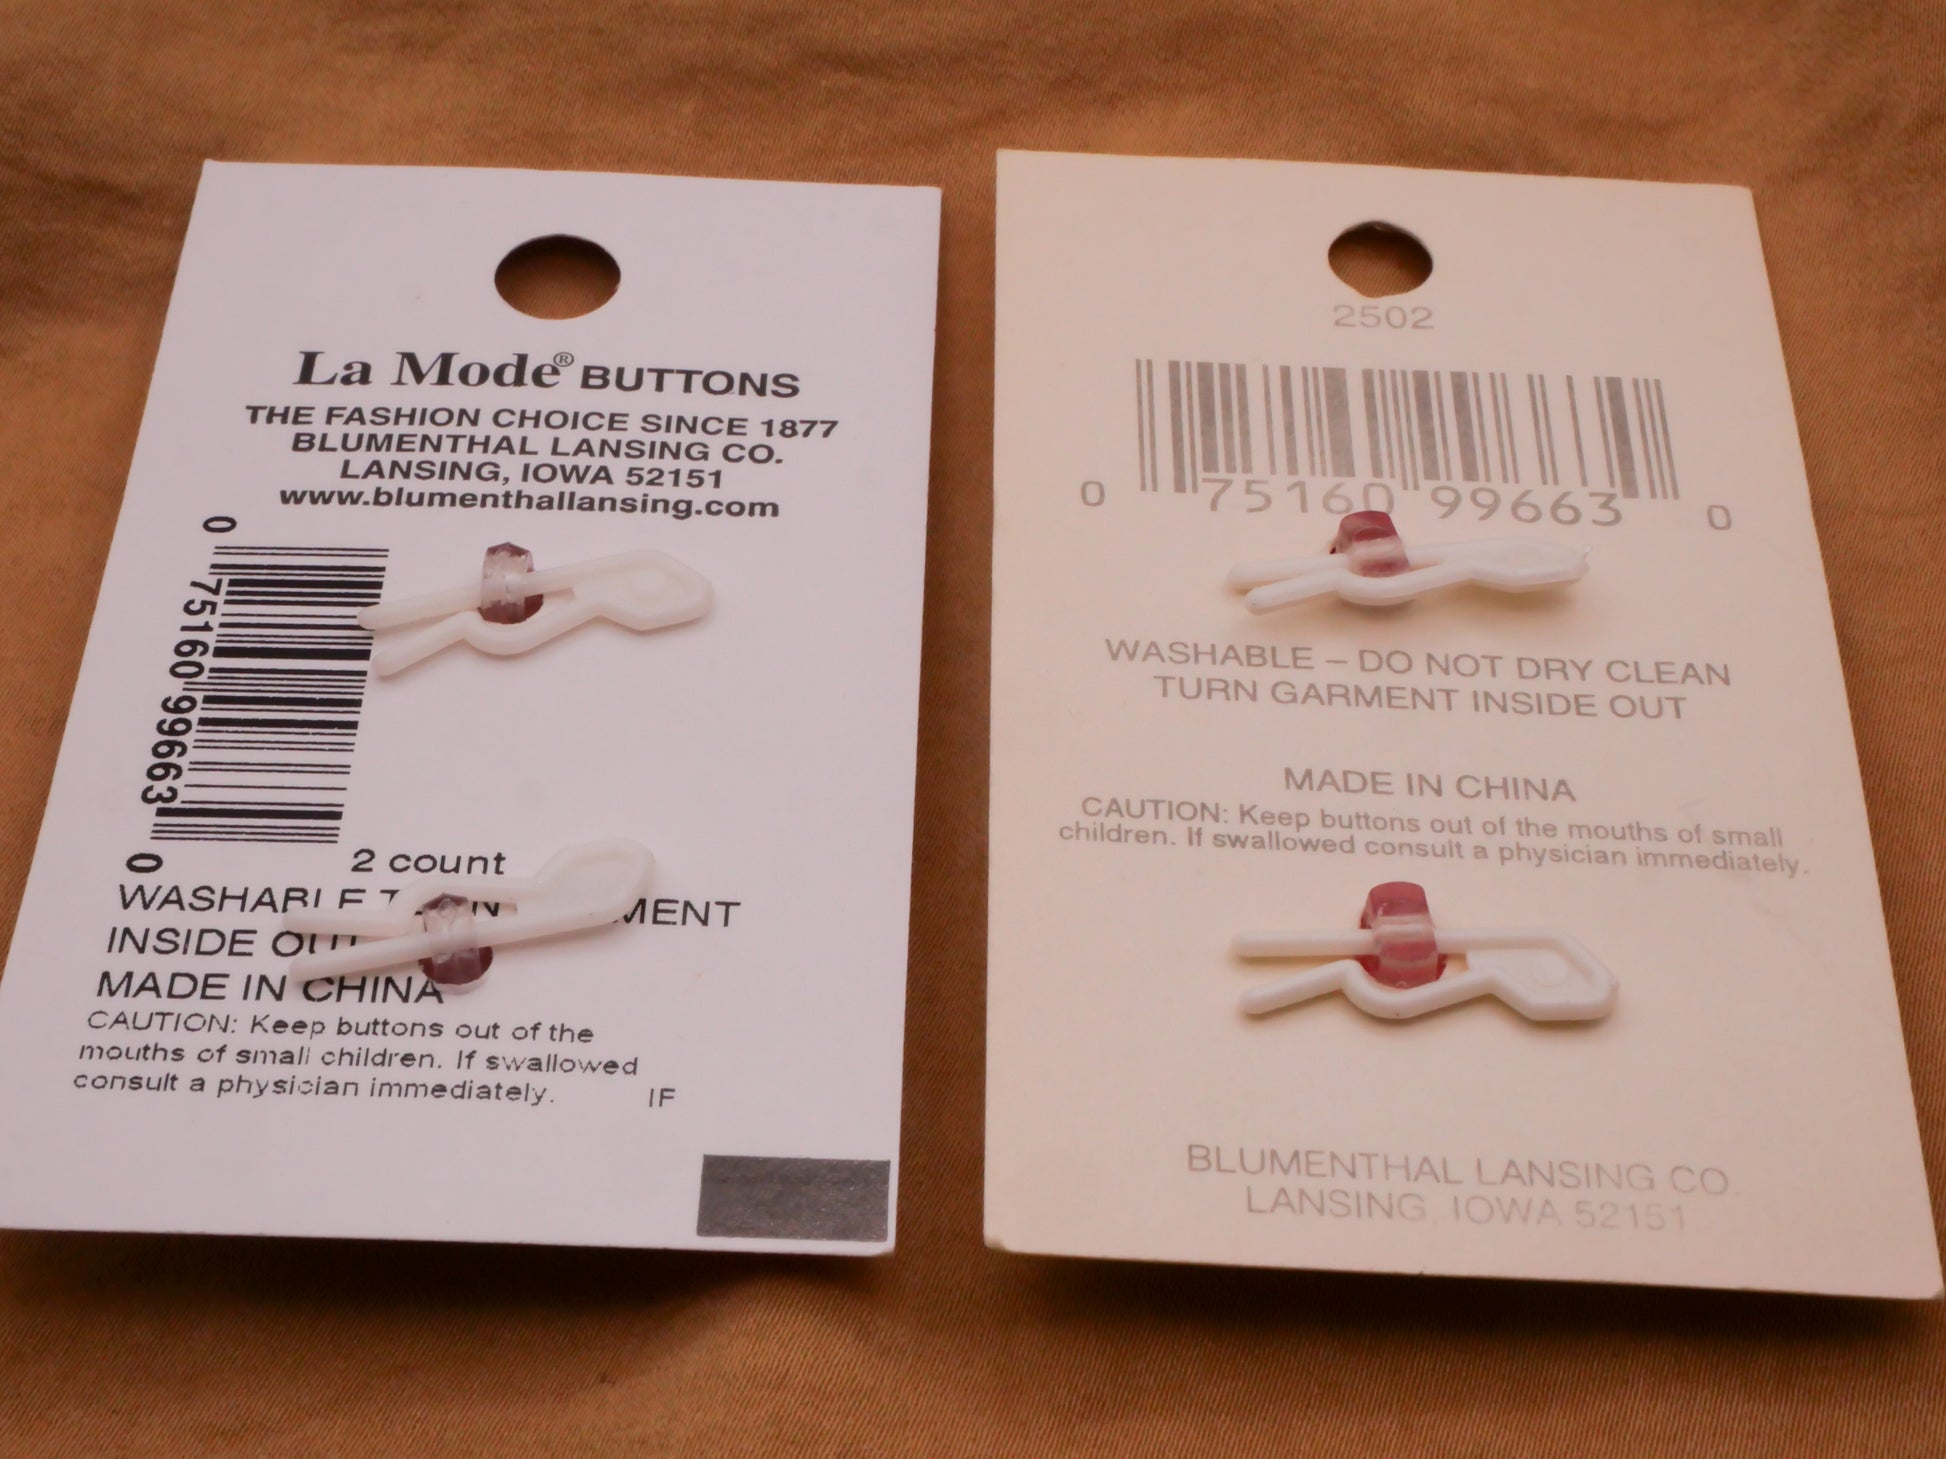 La Mode® BUTTONS
THE FASHION CHOICE SINCE 1877
BLUMENTHAL LANSING CO.
LANSING, IOWA 52151
www.blumenthallansing.com
0 75160 99663 0
2 count
WASHABLE
INSIDE OUT
MADE IN CHINA
CAUTION: Keep buttons out of the
mouths of small children. If swallowed
consult a physician immediately. IF
2502
0 75160 99663 0
WASHABLE – DO NOT DRY CLEAN
TURN GARMENT INSIDE OUT
MADE IN CHINA
CAUTION: Keep buttons out of the mouths of small
children. If swallowed consult a physician immediately.
BLUMENTHAL LANSING CO.
LANSING, IOWA 52151